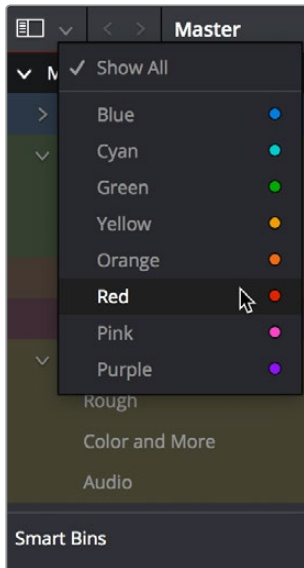 Master
M
Show All
Blue
Cyan
Green
Yellow
Orange
Red
Pink
Purple
Rough
Color and More
Audio
Smart Bins